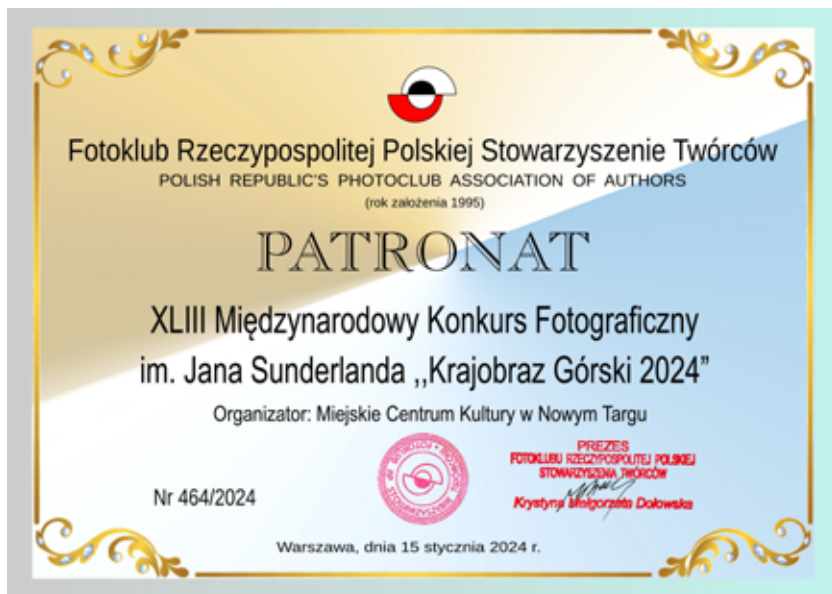 Fotoklub Rzeczypospolitej Polskiej Stowarzyszenie Twórców
POLISH REPUBLIC'S PHOTOCLUB ASSOCIATION OF AUTHORS
(rok założenia 1995)
PATRONAT
XLIII Międzynarodowy Konkurs Fotograficzny
im. Jana Sunderlanda ,,Krajobraz Górski 2024”
Organizator: Miejskie Centrum Kultury w Nowym Targu
PREZES
FOTOKLUBU RZECZYPOSPOLITEJ POLSKIEJ
STOWARZYSZENIA TWÓRCÓW
Krystyna Małgorzata Dołowska
Nr 464/2024
Warszawa, dnia 15 stycznia 2024 r.